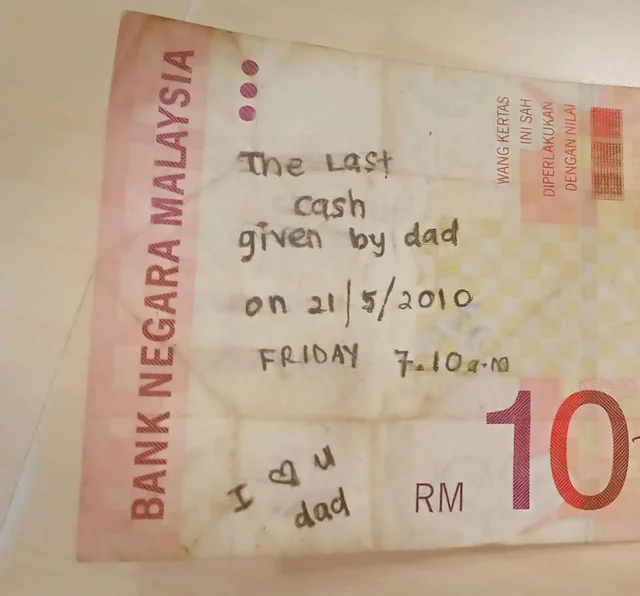 BANK NEGARA MALAYSIA
The Last
cash
given by dad
on 21/5/2010
FRIDAY 7.10 a.m
I ♡ u
dad
WANG KERTAS
INI SAH
DIPERLAKUKAN
DENGAN NILAI
RM 10